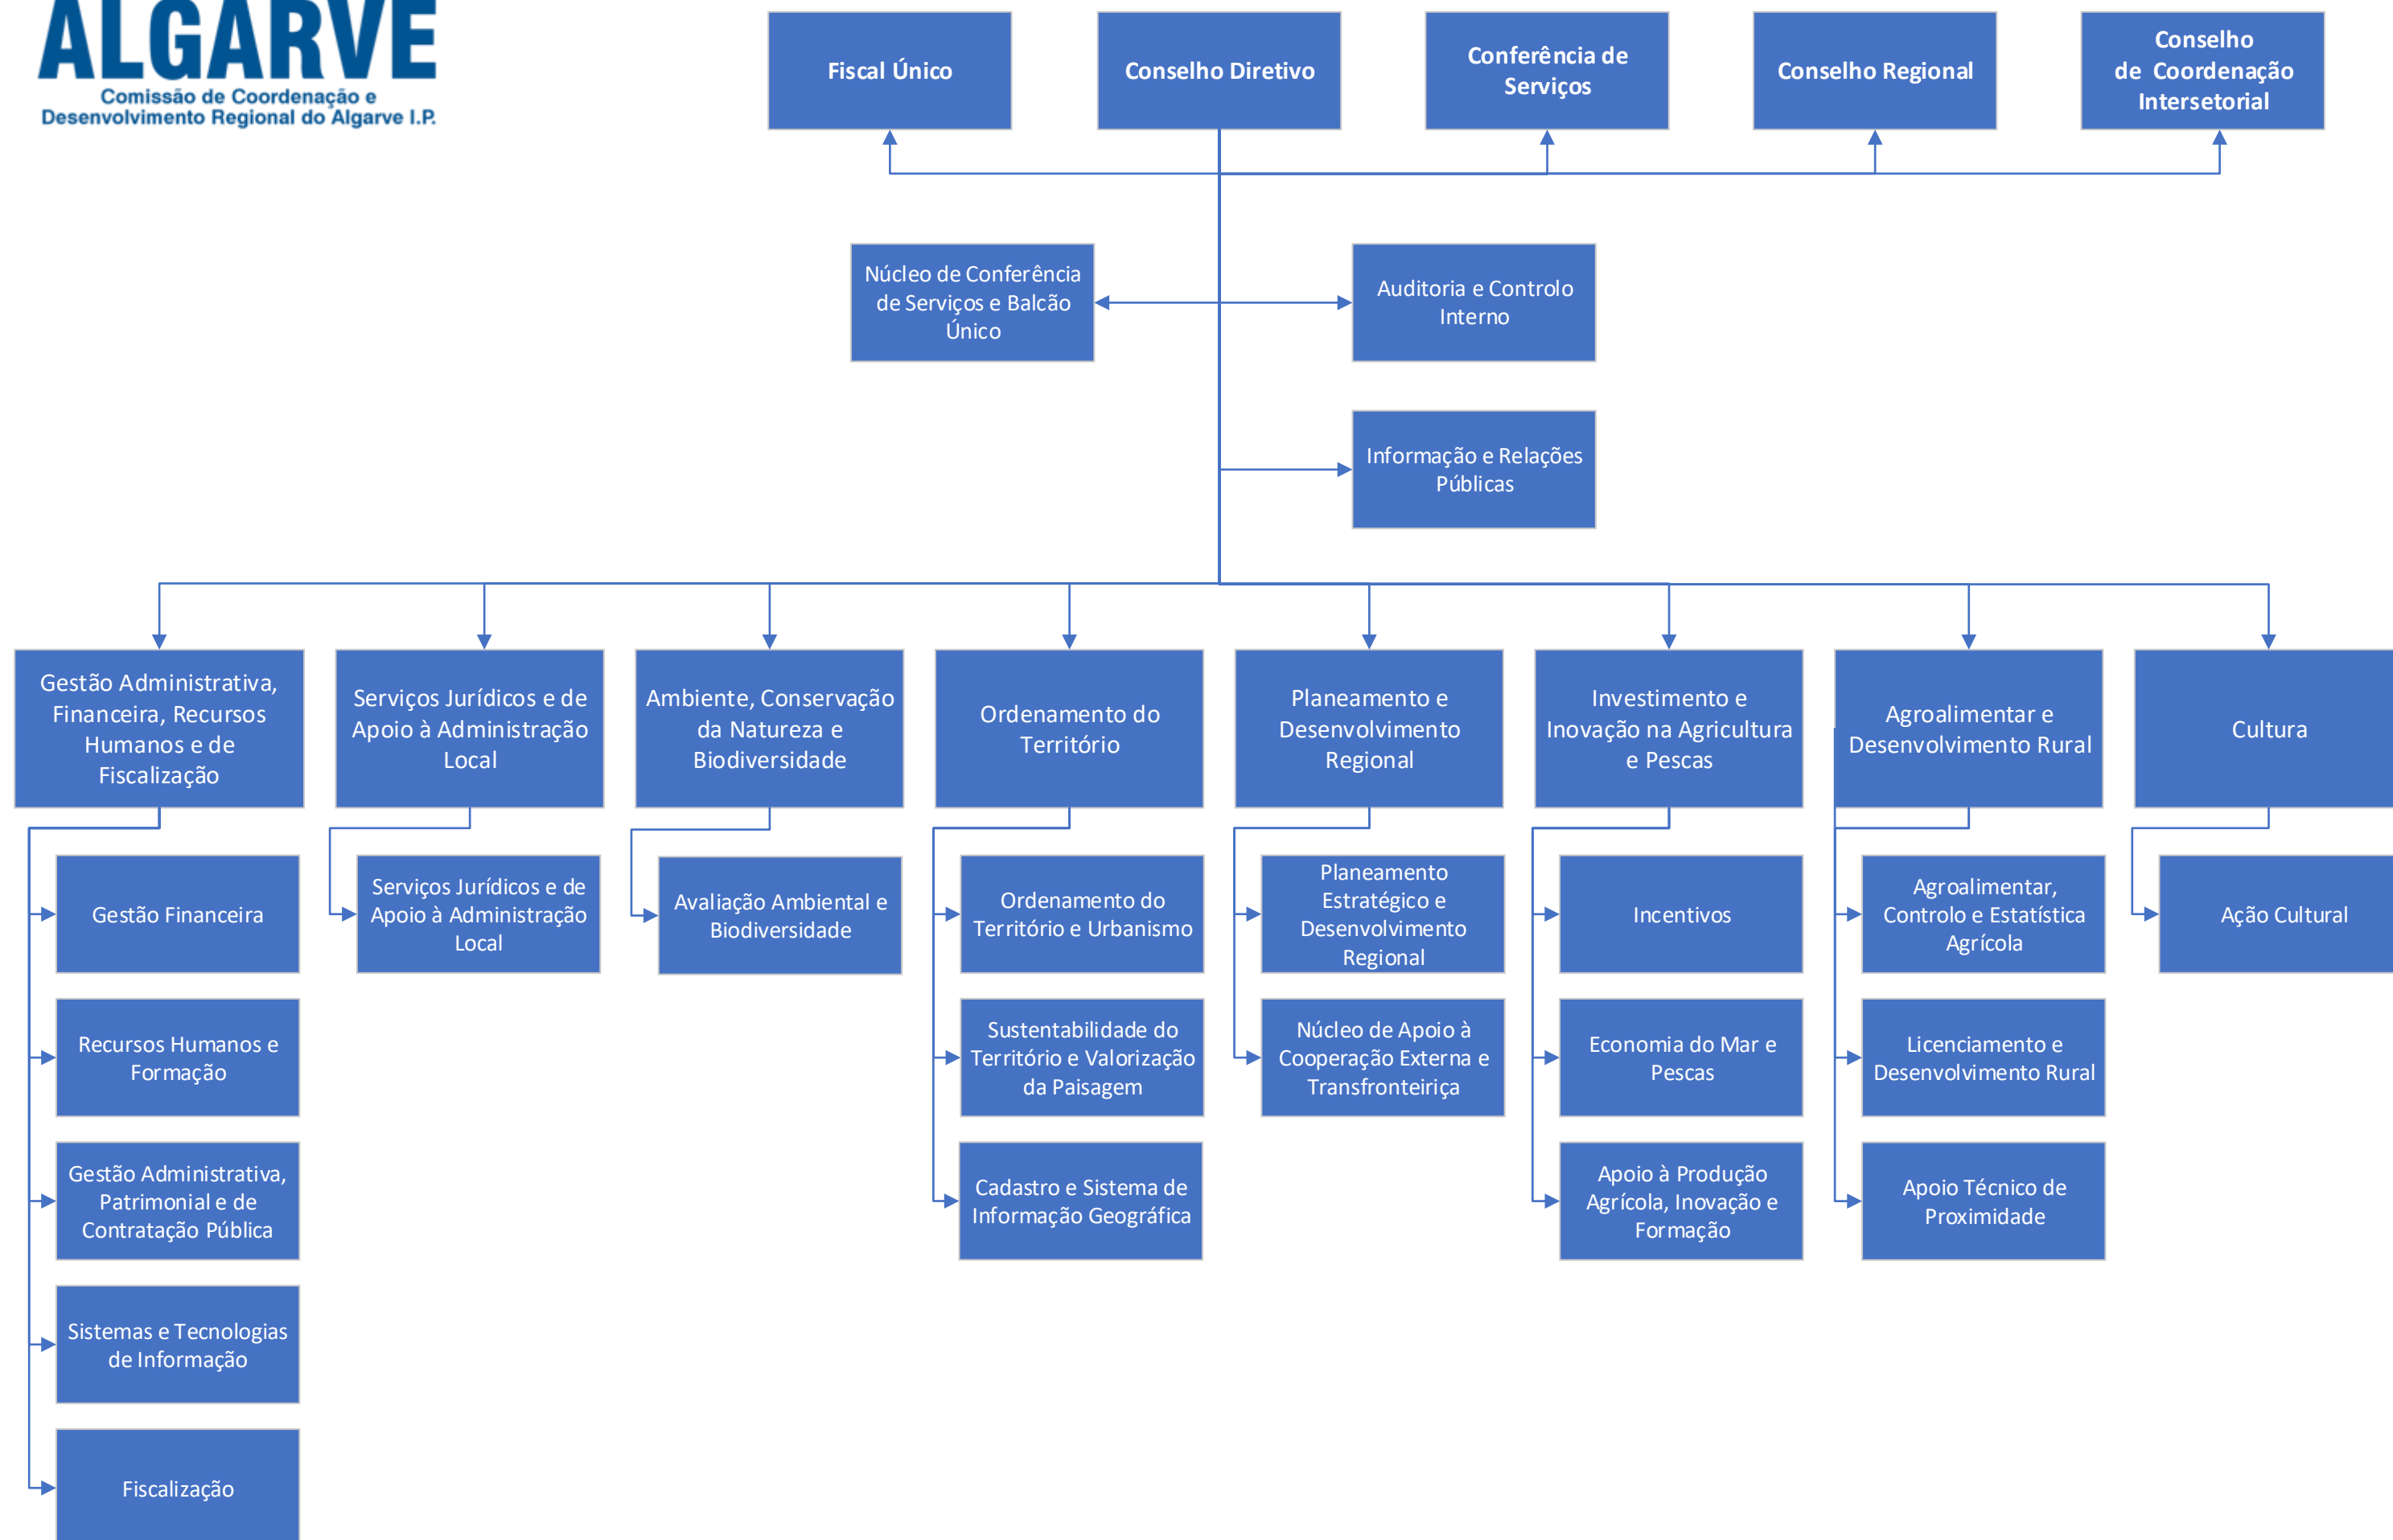 ALGARVE
Comissão de Coordenação e
Desenvolvimento Regional do Algarve I.P.
Fiscal Único
Conselho Diretivo
Conferência de
Serviços
Conselho Regional
Conselho
de Coordenação
Intersetorial
Núcleo de Conferência
de Serviços e Balcão
Único
Auditoria e Controlo
Interno
Informação e Relações
Públicas
Gestão Administrativa,
Financeira, Recursos
Humanos e de
Fiscalização
Serviços Jurídicos e de
Apoio à Administração
Local
Ambiente, Conservação
da Natureza e
Biodiversidade
Ordenamento do
Território
Planeamento e
Desenvolvimento
Regional
Investimento e
Inovação na Agricultura
e Pescas
Agroalimentar e
Desenvolvimento Rural
Cultura
Gestão Financeira
Recursos Humanos e
Formação
Gestão Administrativa,
Patrimonial e de
Contratação Pública
Sistemas e Tecnologias
de Informação
Fiscalização
Serviços Jurídicos e de
Apoio à Administração
Local
Avaliação Ambiental e
Biodiversidade
Ordenamento do
Território e Urbanismo
Sustentabilidade do
Território e Valorização
da Paisagem
Cadastro e Sistema de
Informação Geográfica
Planeamento
Estratégico e
Desenvolvimento
Regional
Núcleo de Apoio à
Cooperação Externa e
Transfronteiriça
Incentivos
Economia do Mar e
Pescas
Apoio à Produção
Agrícola, Inovação e
Formação
Agroalimentar,
Controlo e Estatística
Agrícola
Licenciamento e
Desenvolvimento Rural
Apoio Técnico de
Proximidade
Ação Cultural